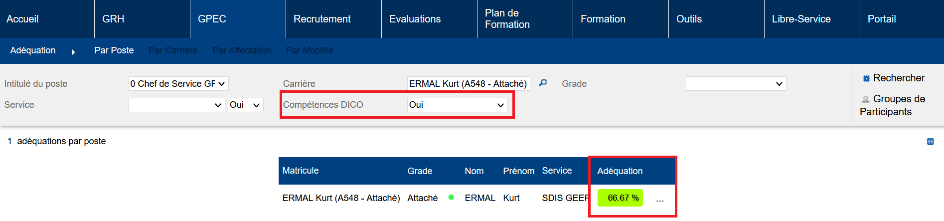 Accueil GRH GPEC Recrutement Evaluations Plan de Formation Formation Outils Libre-Service Portail
Adéquation Par Poste Par Carrière Par Affectation Par Mobilité
Intitulé du poste 0 Chef de Service GF Carrière ERMAL Kurt (A548 - Attaché) Grade Rechercher
Service Oui Compétences DICO Oui Groupes de Participants
1 adéquations par poste
Matricule Grade Nom Prénom Service Adéquation
ERMAL Kurt (A548 - Attaché) Attaché ERMAL Kurt SDIS GEEF 66.67 % ...